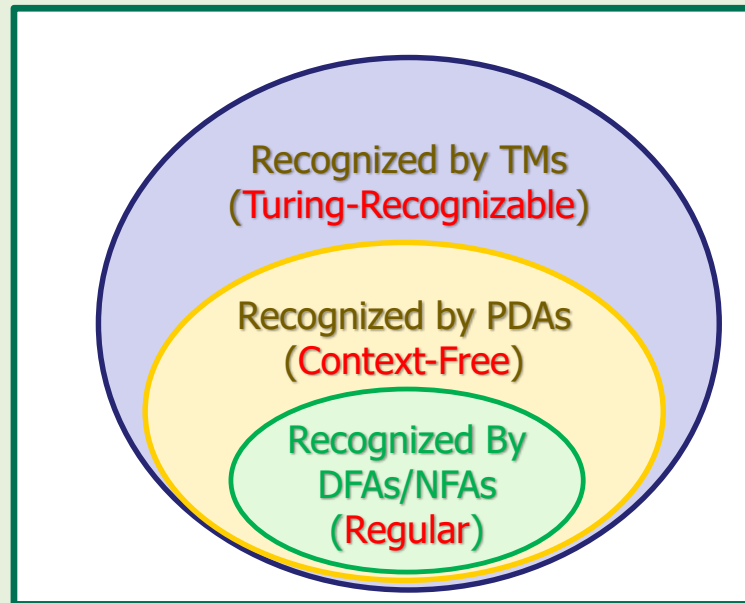 Recognized by TMs
(Turing-Recognizable)
Recognized by PDAs
(Context-Free)
Recognized By
DFAs/NFAs
(Regular)